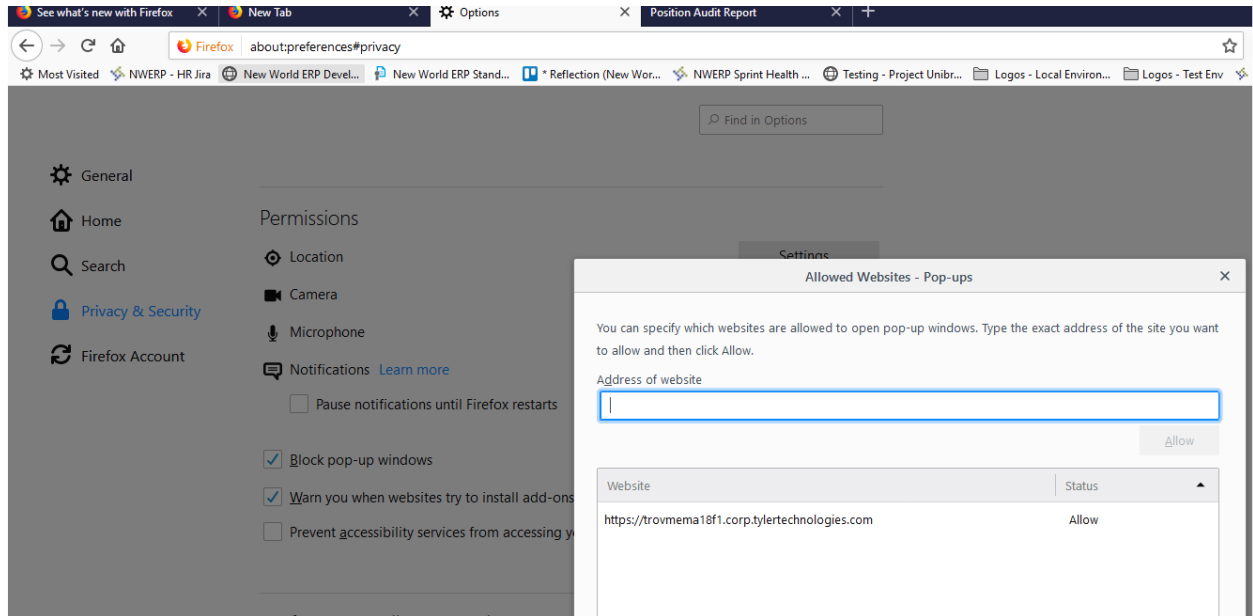 See what's new with Firefox
New Tab
Options
Position Audit Report
Firefox about:preferences#privacy
Most Visited NWERP - HR Jira New World ERP Devel... New World ERP Stand... * Reflection (New Wor... NWERP Sprint Health ... Testing - Project Unibr... Logos - Local Environ... Logos - Test Env
Find in Options
General
Home
Search
Privacy & Security
Firefox Account
Permissions
Location
Settings
Camera
Microphone
Notifications Learn more
Pause notifications until Firefox restarts
Block pop-up windows
Warn you when websites try to install add-ons
Prevent accessibility services from accessing
Allowed Websites - Pop-ups
You can specify which websites are allowed to open pop-up windows. Type the exact address of the site you want
to allow and then click Allow.
Address of website
Allow
Website Status
https://trovmema18f1.corp.tylertechnologies.com Allow